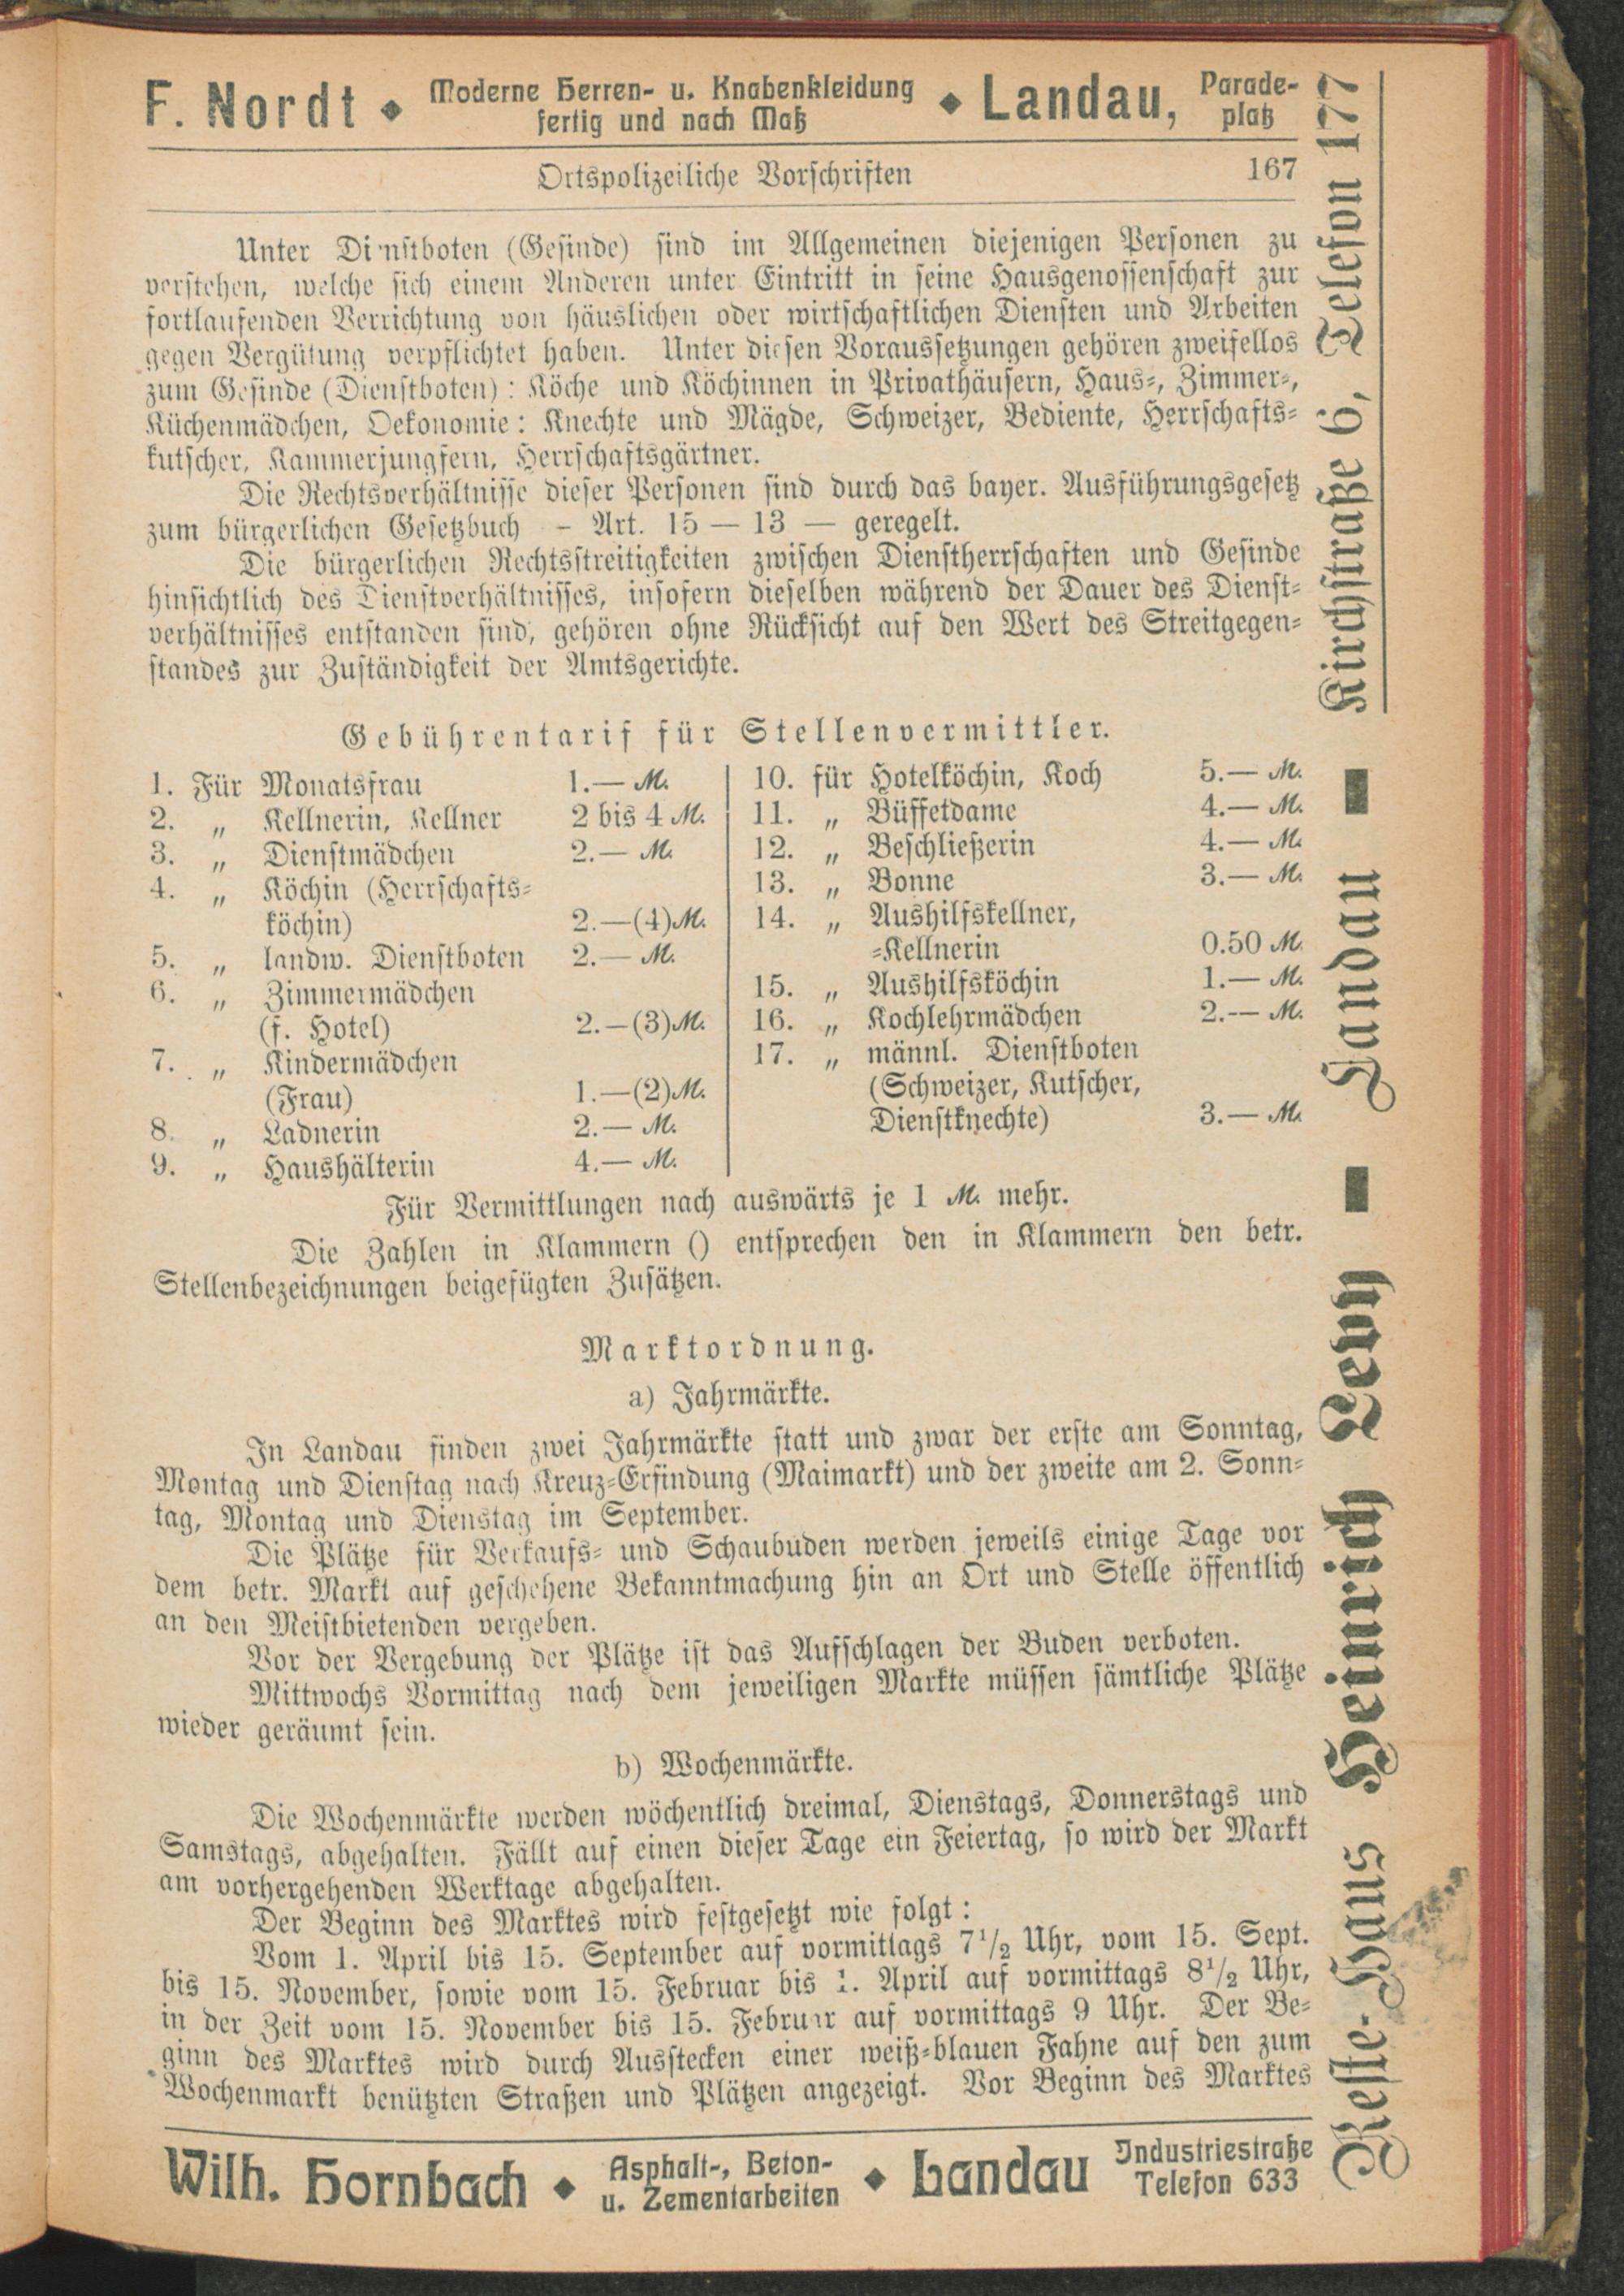 F. Nordt ◆ Moderne Herren- u. Knabenkleidung ◆ Landau, Parade-
fertig und nach Maß platz
Ortspolizeiliche Vorschriften 167
Unter Dienstboten (Gesinde) sind im Allgemeinen diejenigen Personen zu
verstehen, welche sich einem Anderen unter Eintritt in seine Hausgenossenschaft zur
fortlaufenden Verrichtung von häuslichen oder wirtschaftlichen Diensten und Arbeiten
gegen Vergütung verpflichtet haben. Unter diesen Voraussetzungen gehören zweifellos
zum Gesinde (Dienstboten): Köche und Köchinnen in Privathäusern, Haus-, Zimmer-,
Küchenmädchen, Oekonomie: Knechte und Mägde, Schweizer, Bediente, Herrschafts-
kutscher, Kammerjungfern, Herrschaftsgärtner.
Die Rechtsverhältnisse dieser Personen sind durch das bayer. Ausführungsgesetz
zum bürgerlichen Gesetzbuch – Art. 15 — 13 — geregelt.
Die bürgerlichen Rechtsstreitigkeiten zwischen Dienstherrschaften und Gesinde
hinsichtlich des Dienstverhältnisses, insofern dieselben während der Dauer des Dienst-
verhältnisses entstanden sind, gehören ohne Rücksicht auf den Wert des Streitgegen-
standes zur Zuständigkeit der Amtsgerichte.
Gebührentarif für Stellenvermittler.
1. Für Monatsfrau 1.— M.
2. „ Kellnerin, Kellner 2 bis 4 M.
3. „ Dienstmädchen 2.— M.
4. „ Köchin (Herrschafts-
köchin) 2.—(4) M.
5. „ landw. Dienstboten 2.— M.
6. „ Zimmermädchen
(f. Hotel) 2.—(3) M.
7. „ Kindermädchen
(Frau) 1.—(2) M.
8. „ Ladnerin 2.— M.
9. „ Haushälterin 4.— M.
10. für Hotelköchin, Koch 5.— M.
11. „ Büffetdame 4.— M.
12. „ Beschließerin 4.— M.
13. „ Bonne 3.— M.
14. „ Aushilfskellner,
-Kellnerin 0.50 M.
15. „ Aushilfsköchin 1.— M.
16. „ Kochlehrmädchen 2.— M.
17. „ männl. Dienstboten
(Schweizer, Kutscher,
Dienstknechte) 3.— M.
Für Vermittlungen nach auswärts je 1 M. mehr.
Die Zahlen in Klammern () entsprechen den in Klammern den betr.
Stellenbezeichnungen beigefügten Zusätzen.
Marktordnung.
a) Jahrmärkte.
In Landau finden zwei Jahrmärkte statt und zwar der erste am Sonntag,
Montag und Dienstag nach Kreuz-Erfindung (Maimarkt) und der zweite am 2. Sonn-
tag, Montag und Dienstag im September.
Die Plätze für Verkaufs- und Schaubuden werden jeweils einige Tage vor
dem betr. Markt auf geschehene Bekanntmachung hin an Ort und Stelle öffentlich
an den Meistbietenden vergeben.
Vor der Vergebung der Plätze ist das Aufschlagen der Buden verboten.
Mittwochs Vormittag nach dem jeweiligen Markte müssen sämtliche Plätze
wieder geräumt sein.
b) Wochenmärkte.
Die Wochenmärkte werden wöchentlich dreimal, Dienstags, Donnerstags und
Samstags, abgehalten. Fällt auf einen dieser Tage ein Feiertag, so wird der Markt
am vorhergehenden Werktage abgehalten.
Der Beginn des Marktes wird festgesetzt wie folgt:
Vom 1. April bis 15. September auf vormittags 7 1/2 Uhr, vom 15. Sept.
bis 15. November, sowie vom 15. Februar bis 1. April auf vormittags 8 1/2 Uhr,
in der Zeit vom 15. November bis 15. Februar auf vormittags 9 Uhr. Der Be-
ginn des Marktes wird durch Ausstecken einer weiß-blauen Fahne auf den zum
Wochenmarkt benützten Straßen und Plätzen angezeigt. Vor Beginn des Marktes
Wilh. Hornbach ◆ Asphalt-, Beton- ◆ Landau Industriestraße
u. Zementarbeiten Telefon 633
Reste-Haus Heinrich Levy — Landau — Kirchstraße 6, Telefon 177